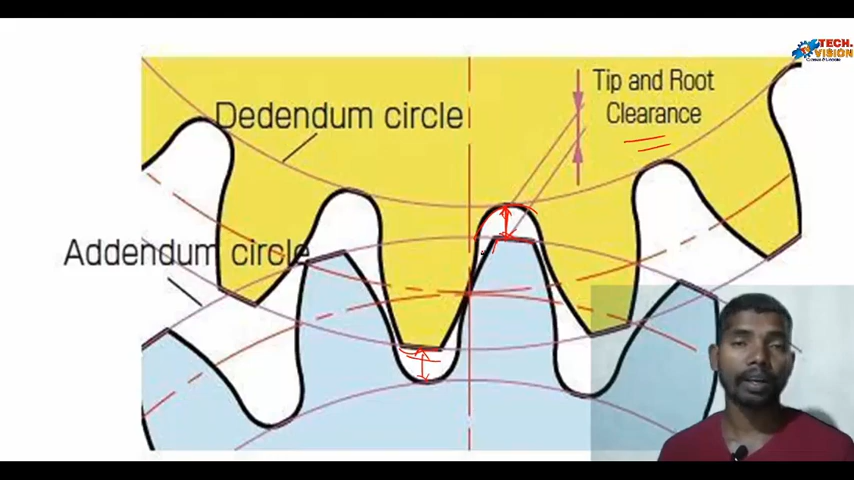 TECH.
VISION
Tip and Root
Clearance
Dedendum circle
Addendum circle